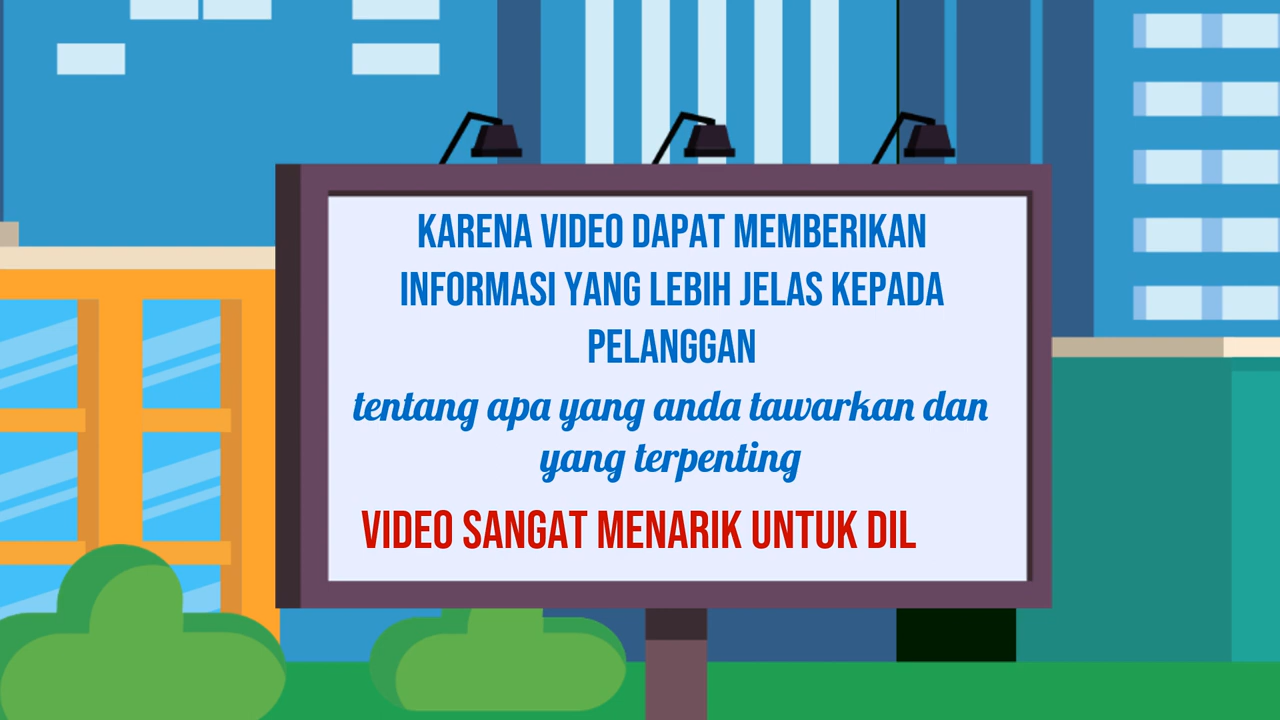 KARENA VIDEO DAPAT MEMBERIKAN
INFORMASI YANG LEBIH JELAS KEPADA
PELANGGAN
tentang apa yang anda tawarkan dan
yang terpenting
VIDEO SANGAT MENARIK UNTUK DIL